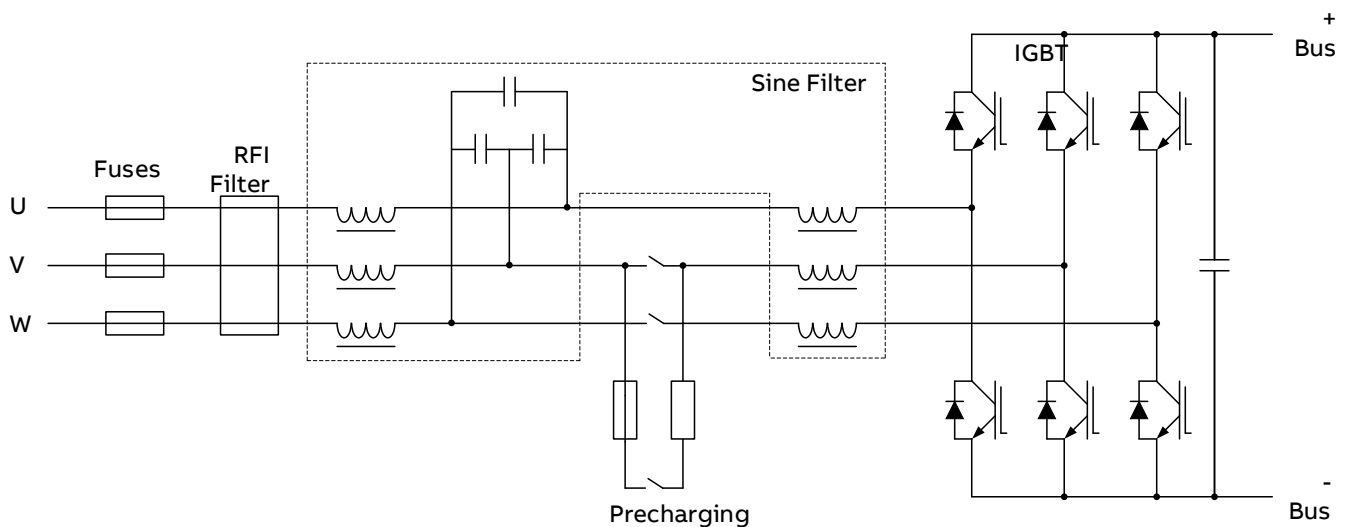 +
Bus
IGBT
Sine Filter
Fuses
RFI
Filter
U
V
W
Precharging
-
Bus